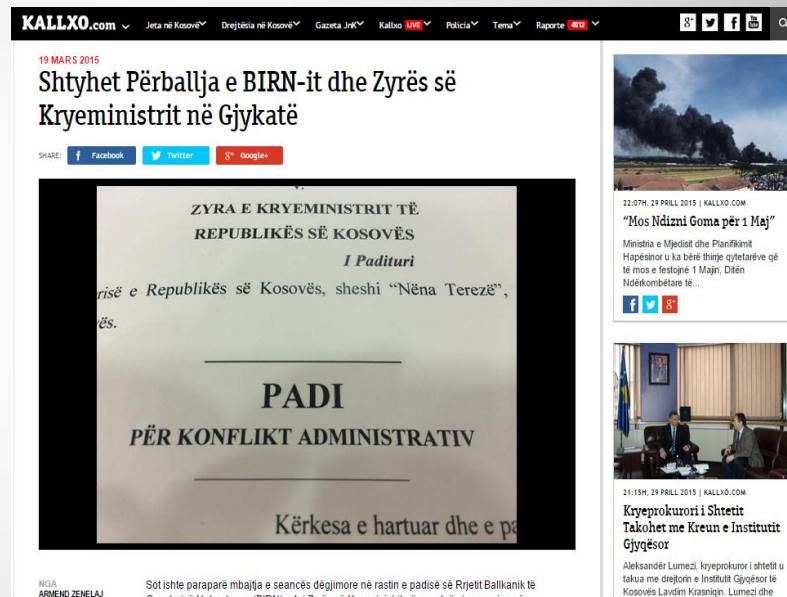 KALLXO.com
Jeta në Kosovë Drejtësia në Kosovë Gazeta JnK Kallxo LIVE Policia Tema Raporte 4012
19 MARS 2015
Shtyhet Përballja e BIRN-it dhe Zyrës së
Kryeministrit në Gjykatë
SHARE: Facebook Twitter Google+
ZYRA E KRYEMINISTRIT TË
REPUBLIKËS SË KOSOVËS
I Padituri
risë e Republikës së Kosovës, sheshi “Nëna Terezë”,
ës.
PADI
PËR KONFLIKT ADMINISTRATIV
Kërkesa e hartuar dhe e pa
NGA
ARMEND ZENELAJ
Sot ishte paraparë mbajtja e seancës dëgjimore në rastin e padisë së Rrjetit Ballkanik të
22:07H, 29 PRILL 2015 | KALLXO.COM
“Mos Ndizni Goma për 1 Maj”
Ministria e Mjedisit dhe Planifikimit
Hapësinor u ka bërë thirrje qytetarëve që
të mos e festojnë 1 Majin, Ditën
Ndërkombëtare të...
21:15H, 29 PRILL 2015 | KALLXO.COM
Kryeprokurori i Shtetit
Takohet me Kreun e Institutit
Gjyqësor
Aleksandër Lumezi, kryeprokuror i shtetit u
takua me drejtorin e Institutit Gjyqësor të
Kosovës Lavdim Krasniqin. Lumezi dhe